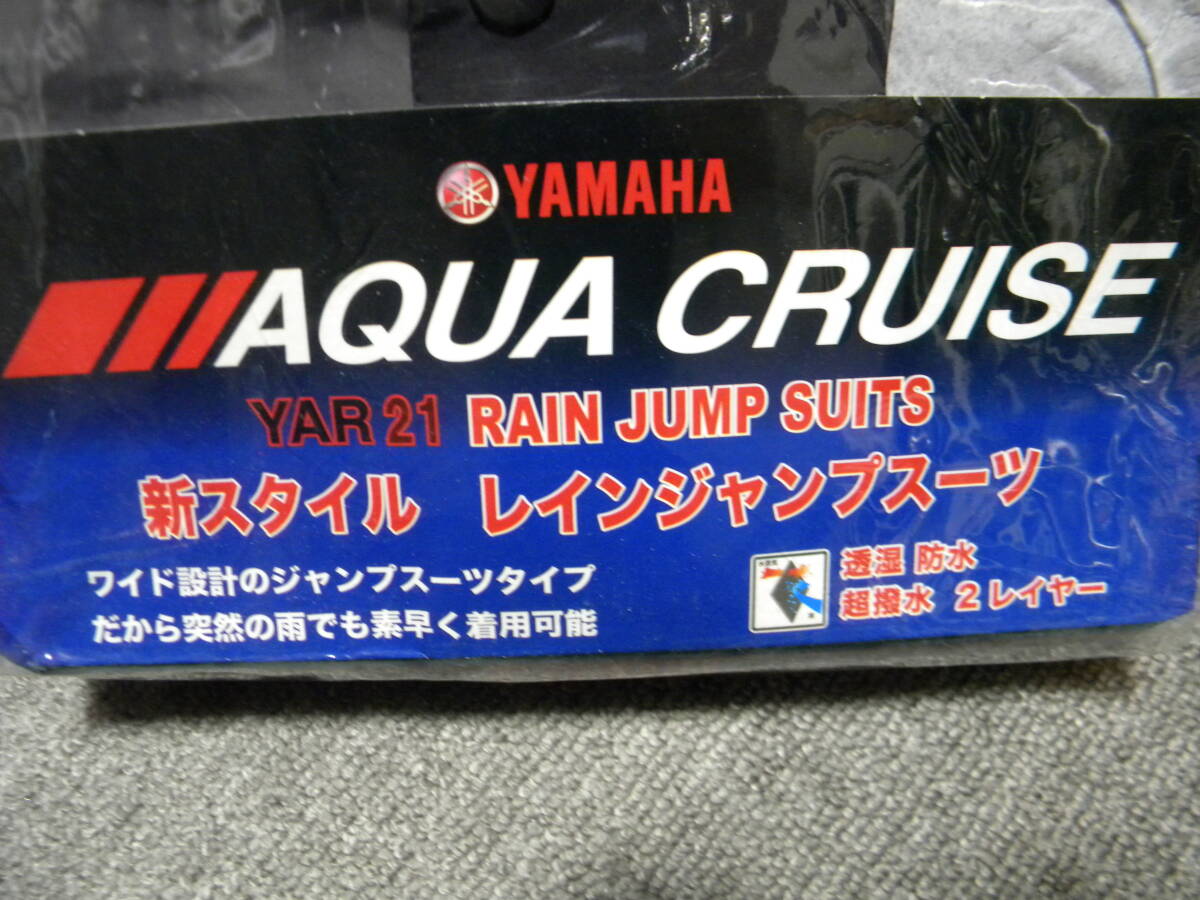 YAMAHA
AQUA CRUISE
YAR 21 RAIN JUMP SUITS
新スタイル レインジャンプスーツ
ワイド設計のジャンプスーツタイプ
だから突然の雨でも素早く着用可能
透湿 防水
超撥水 2レイヤー